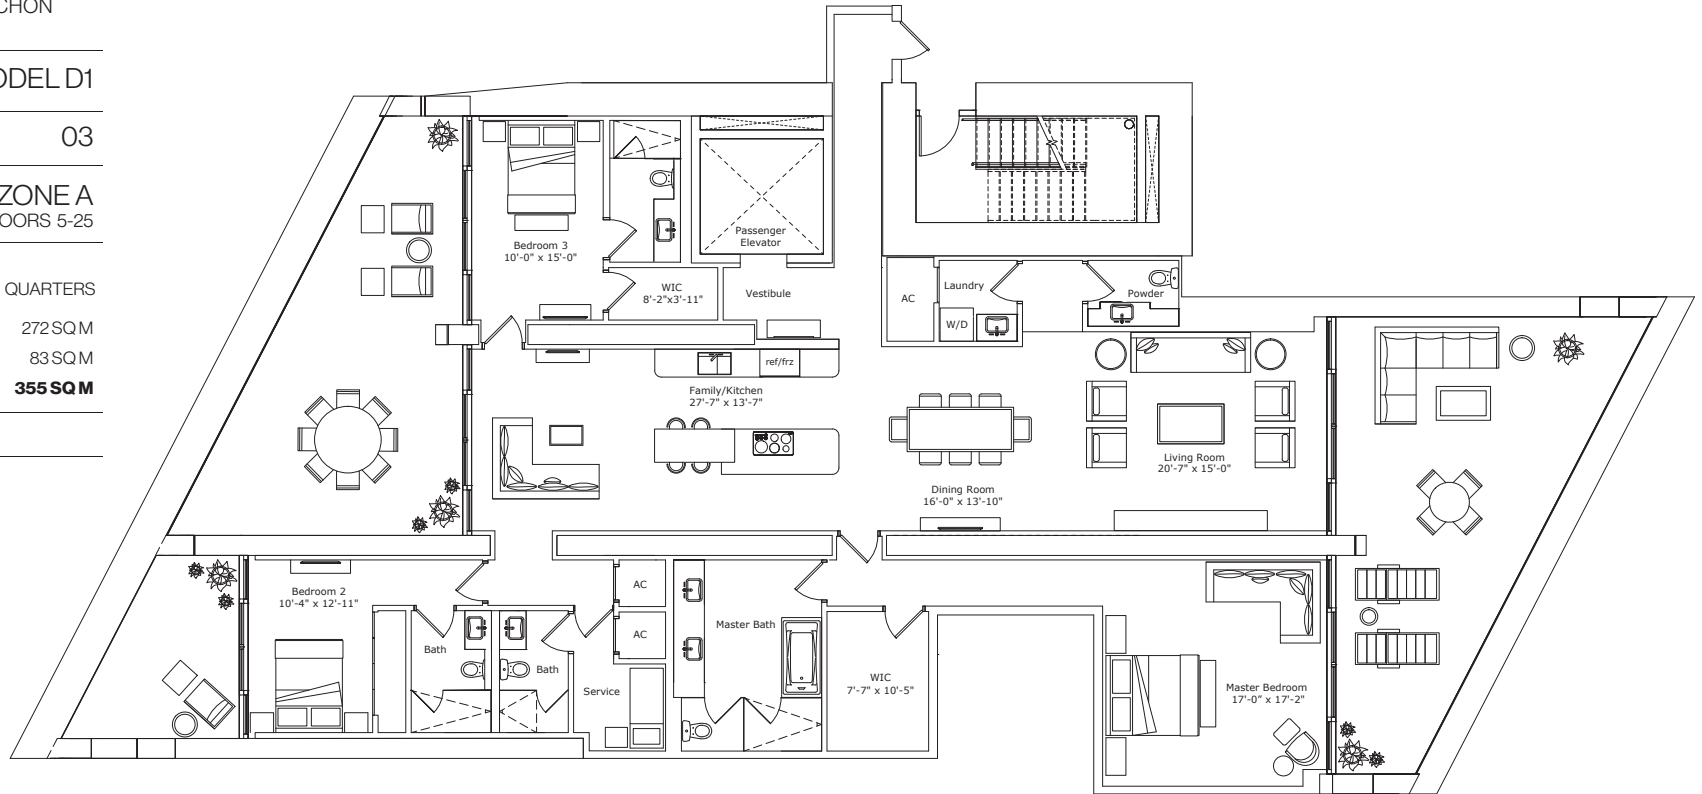 CHON
ODEL D1
03
ZONE A
OORS 5-25
QUARTERS
272 SQ M
83 SQ M
355 SQ M
Bedroom 3
10'-0" x 15'-0"
Passenger
Elevator
WIC
8'-2"x3'-11"
Vestibule
AC
Laundry
W/D
Powder
ref/frz
Family/Kitchen
27'-7" x 13'-7"
Dining Room
16'-0" x 13'-10"
Living Room
20'-7" x 15'-0"
Bedroom 2
10'-4" x 12'-11"
Bath
Bath
Service
AC
AC
Master Bath
WIC
7'-7" x 10'-5"
Master Bedroom
17'-0" x 17'-2"